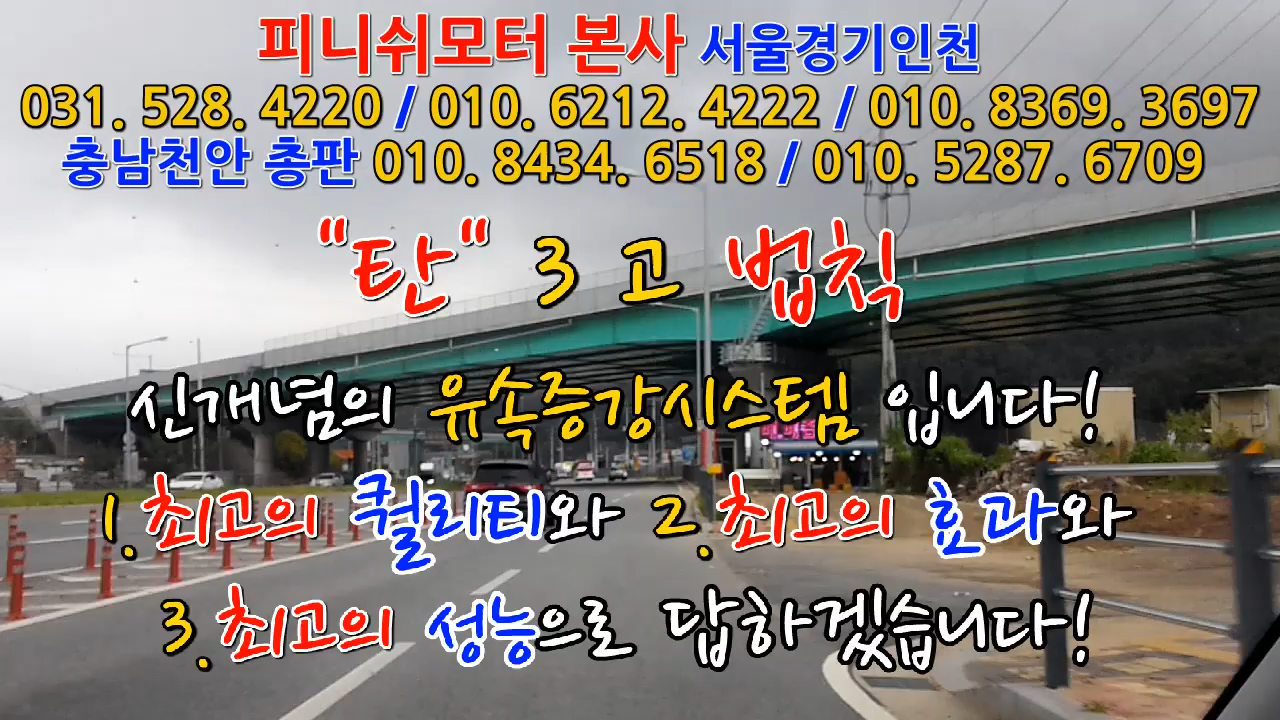 피니쉬모터 본사 서울경기인천
031. 528. 4220 / 010. 6212. 4222 / 010. 8369. 3697
충남천안 총판 010. 8434. 6518 / 010. 5287. 6709
"탄" 3 고 법칙
신개념의 유속증강시스템 입니다!
1. 최고의 퀄리티와 2. 최고의 효과와
3. 최고의 성능으로 답하겠습니다!